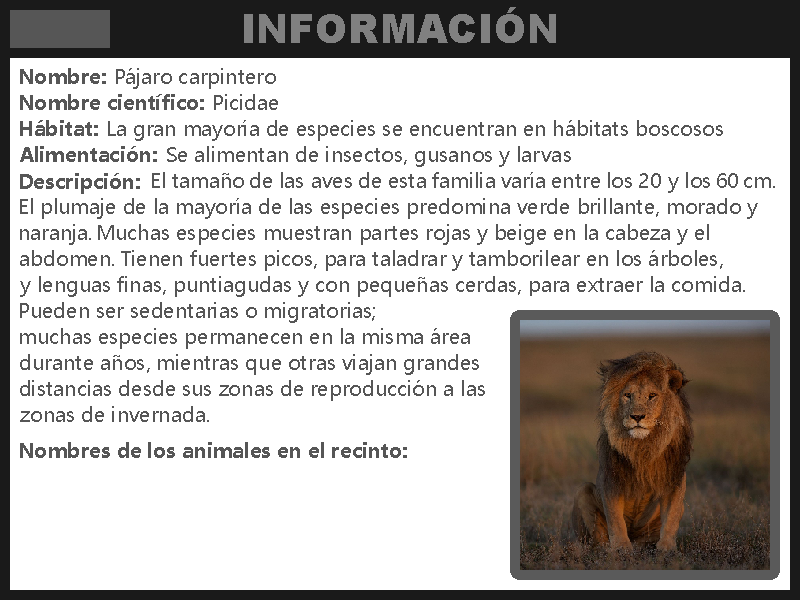 INFORMACIÓN
Nombre: Pájaro carpintero
Nombre científico: Picidae
Hábitat: La gran mayoría de especies se encuentran en hábitats boscosos
Alimentación: Se alimentan de insectos, gusanos y larvas
Descripción: El tamaño de las aves de esta familia varía entre los 20 y los 60 cm.
El plumaje de la mayoría de las especies predomina verde brillante, morado y
naranja. Muchas especies muestran partes rojas y beige en la cabeza y el
abdomen. Tienen fuertes picos, para taladrar y tamborilear en los árboles,
y lenguas finas, puntiagudas y con pequeñas cerdas, para extraer la comida.
Pueden ser sedentarias o migratorias;
muchas especies permanecen en la misma área
durante años, mientras que otras viajan grandes
distancias desde sus zonas de reproducción a las
zonas de invernada.
Nombres de los animales en el recinto: